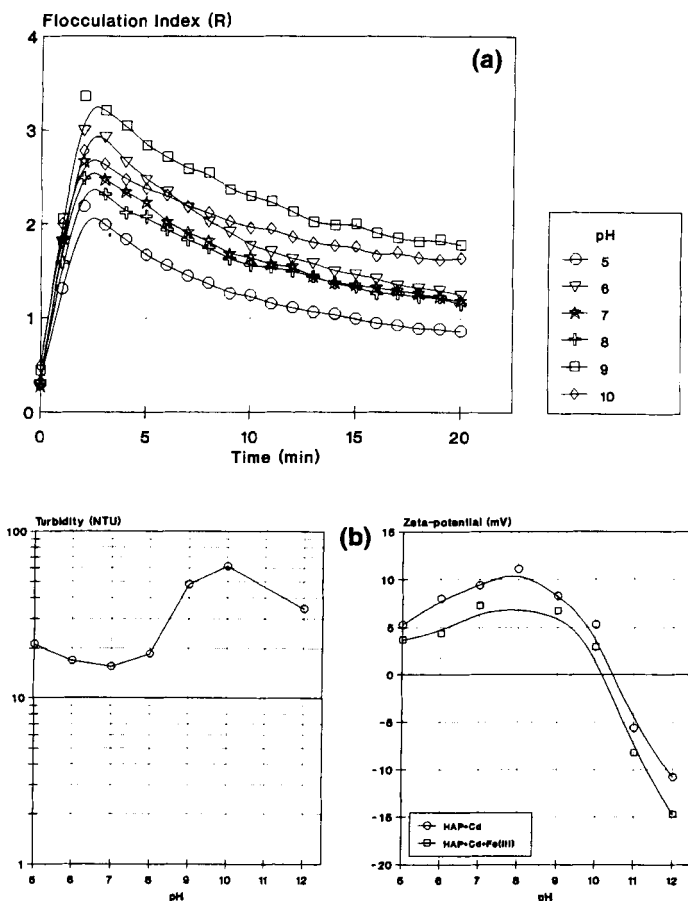 Flocculation Index (R)
(a)
4
3
2
1
0
0 5 10 15 20
Time (min)
pH
5
6
7
8
9
10
Turbidity (NTU)
100
10
1
5 6 7 8 9 10 11 12
pH
(b)
Zeta-potential (mV)
15
10
5
0
-5
-10
-15
-20
HAP+Cd
HAP+Cd+Fe(III)
5 6 7 8 9 10 11 12
pH